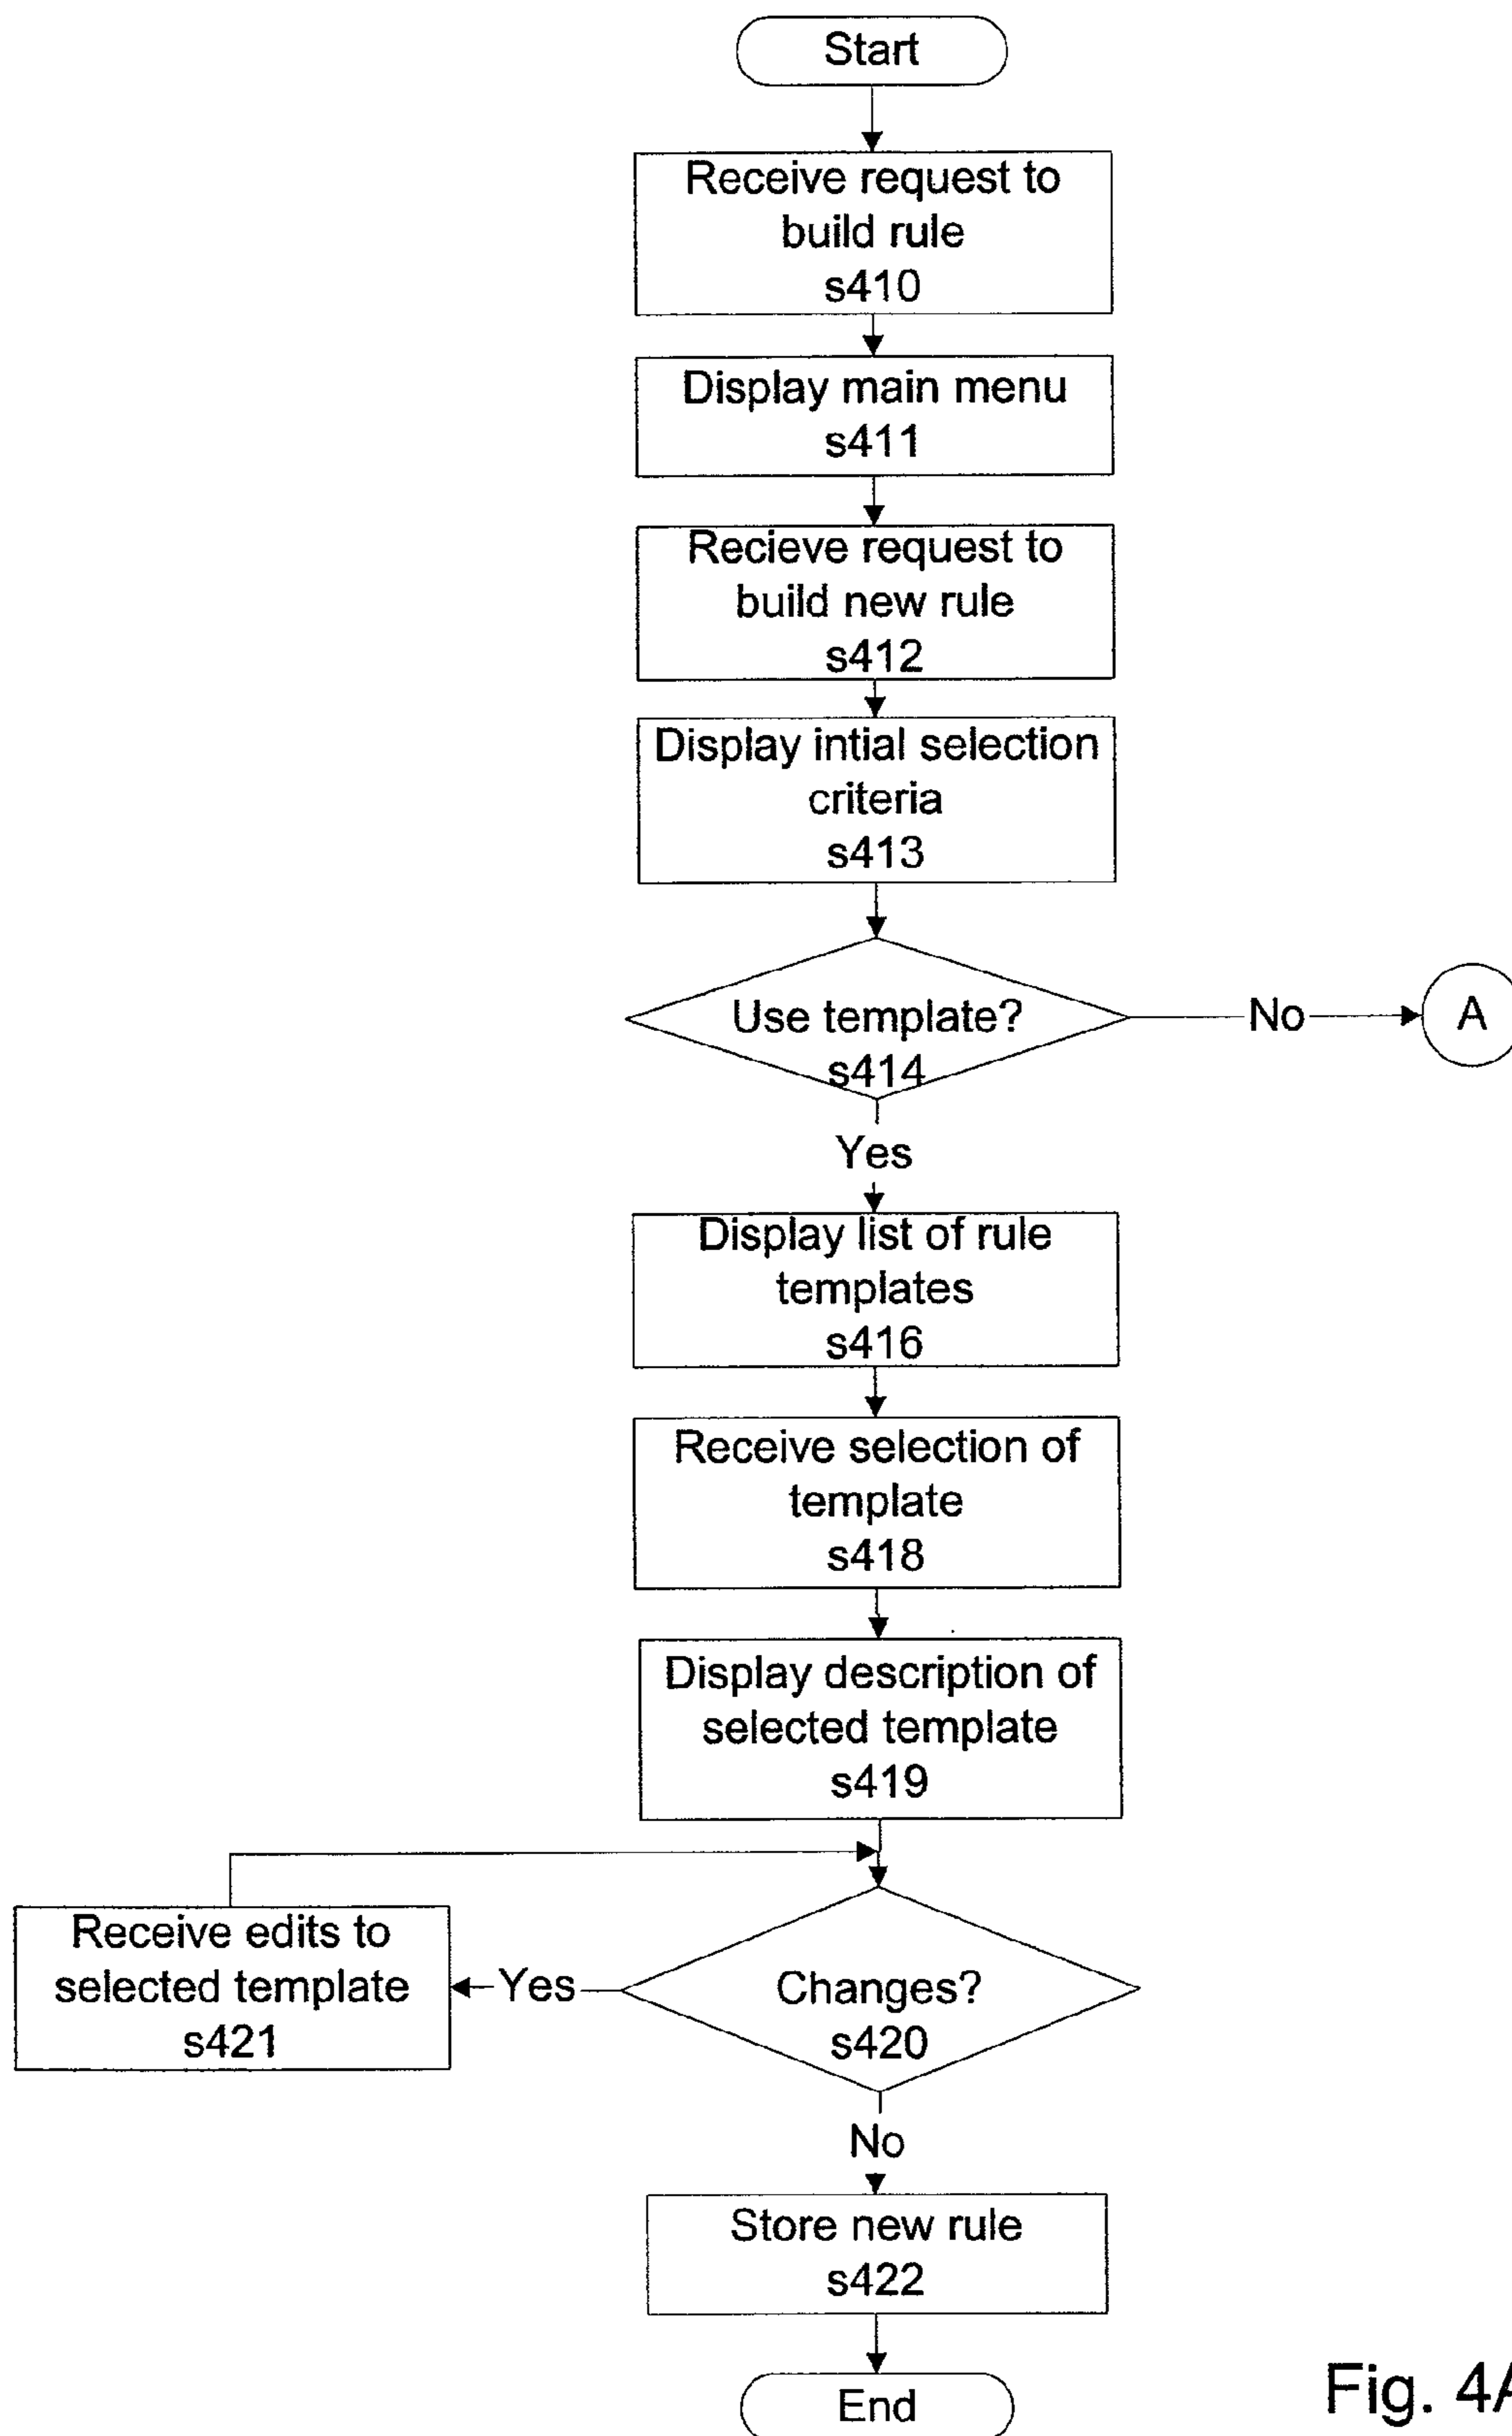 Start
Receive request to
build rule
s410
Display main menu
s411
Recieve request to
build new rule
s412
Display intial selection
criteria
s413
Use template?
s414
No
A
Yes
Display list of rule
templates
s416
Receive selection of
template
s418
Display description of
selected template
s419
Receive edits to
selected template
s421
Yes
Changes?
s420
No
Store new rule
s422
End
Fig. 4A